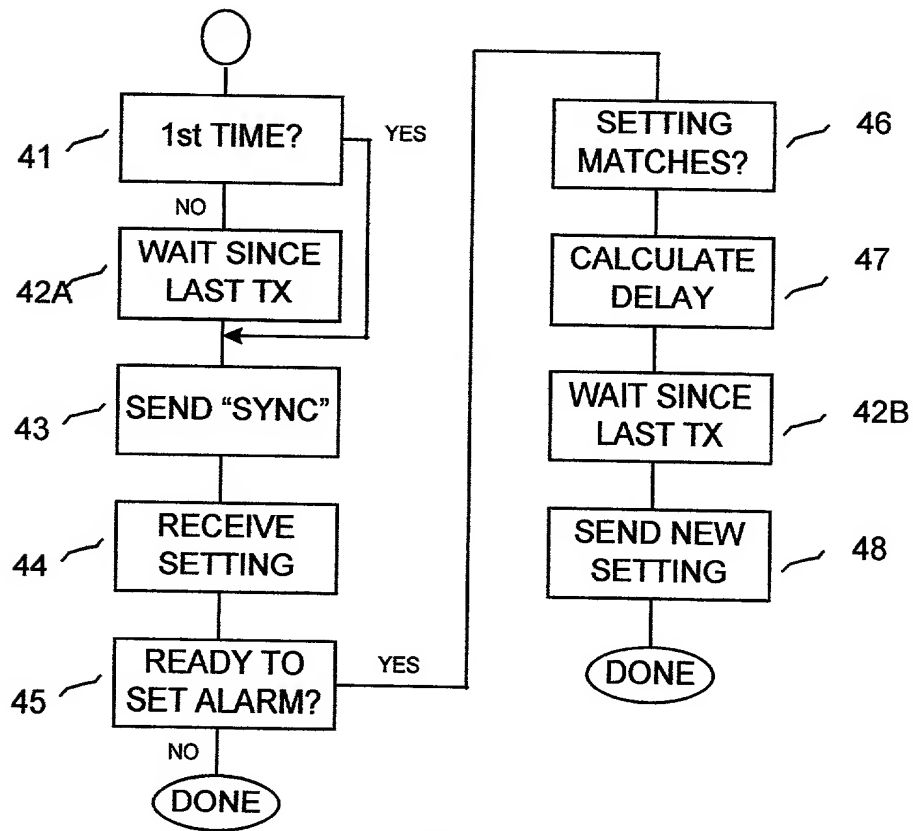 41
1st TIME?
YES
NO
42A
WAIT SINCE
LAST TX
43
SEND “SYNC”
44
RECEIVE
SETTING
45
READY TO
SET ALARM?
YES
NO
DONE
SETTING
MATCHES?
46
CALCULATE
DELAY
47
WAIT SINCE
LAST TX
42B
SEND NEW
SETTING
48
DONE